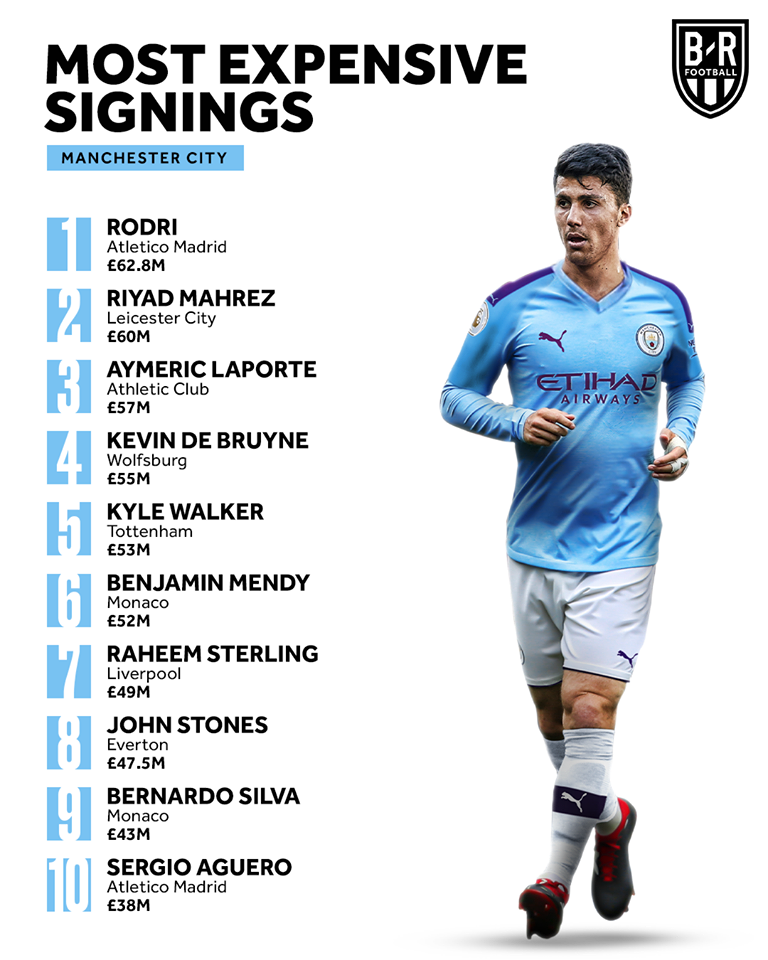 MOST EXPENSIVE
SIGNINGS
MANCHESTER CITY
B R
FOOTBALL
1
RODRI
Atletico Madrid
£62.8M
2
RIYAD MAHREZ
Leicester City
£60M
3
AYMERIC LAPORTE
Athletic Club
£57M
4
KEVIN DE BRUYNE
Wolfsburg
£55M
5
KYLE WALKER
Tottenham
£53M
6
BENJAMIN MENDY
Monaco
£52M
7
RAHEEM STERLING
Liverpool
£49M
8
JOHN STONES
Everton
£47.5M
9
BERNARDO SILVA
Monaco
£43M
10
SERGIO AGUERO
Atletico Madrid
£38M
ETIHAD
AIRWAYS